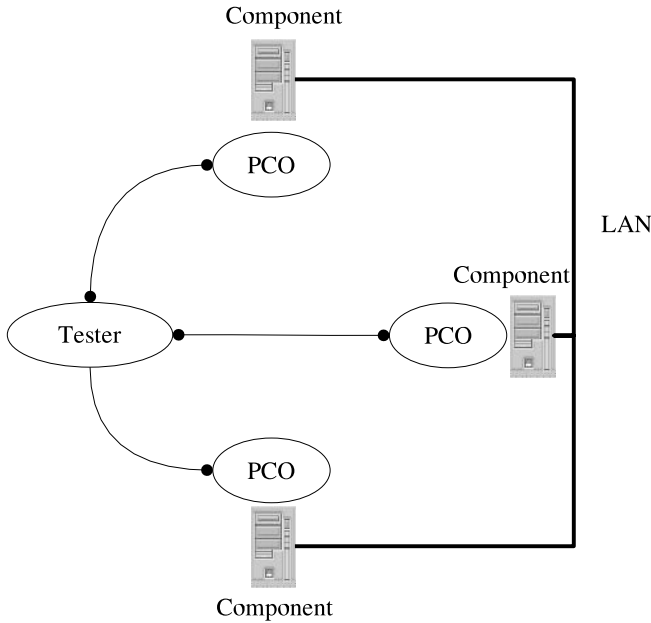 Component
PCO
LAN
Component
Tester
PCO
PCO
Component